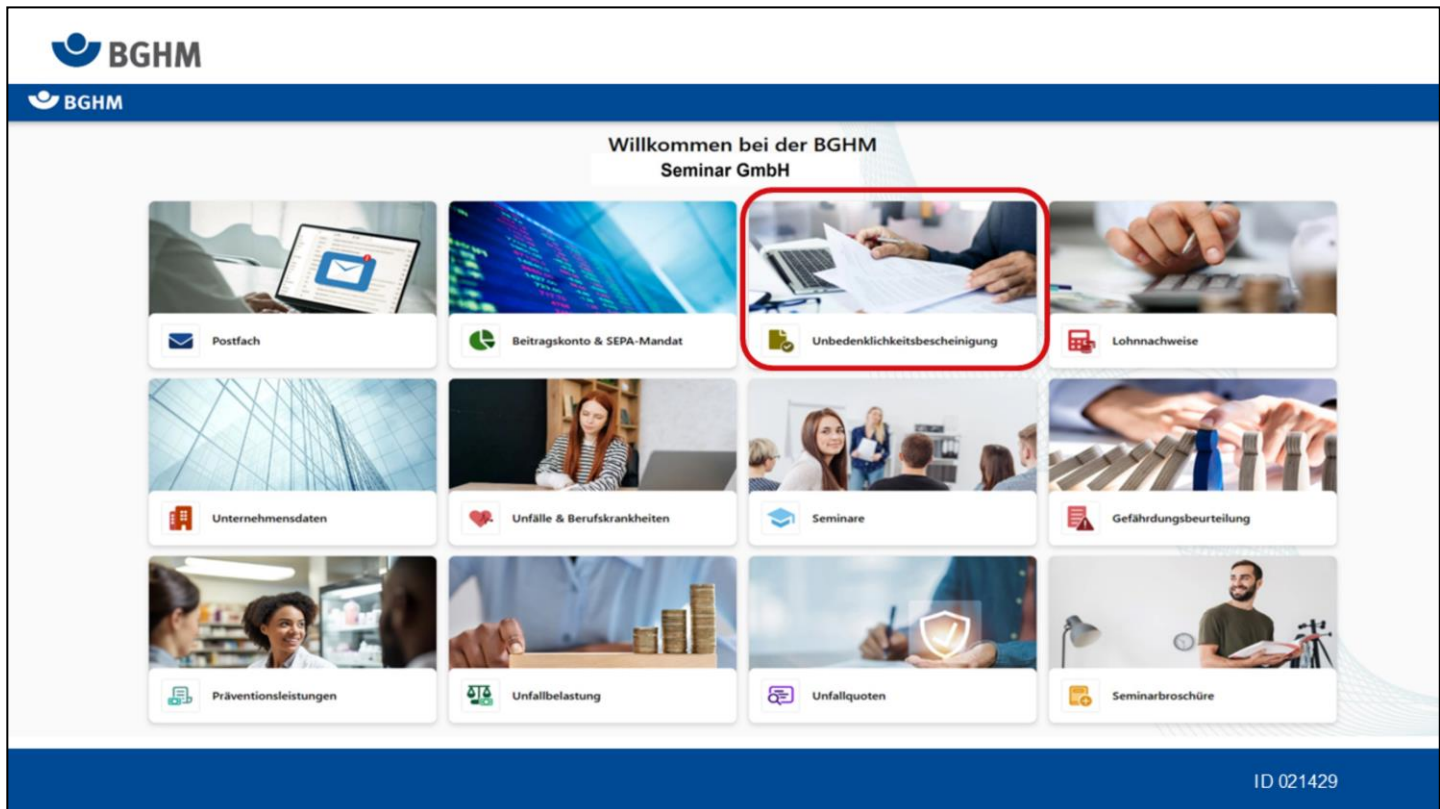 BGHM
BGHM
Willkommen bei der BGHM
Seminar GmbH
Postfach
Beitragskonto & SEPA-Mandat
Unbedenklichkeitsbescheinigung
Lohnnachweise
Unternehmensdaten
Unfälle & Berufskrankheiten
Seminare
Gefährdungsbeurteilung
Präventionsleistungen
Unfallbelastung
Unfallquoten
Seminarbroschüre
ID 021429